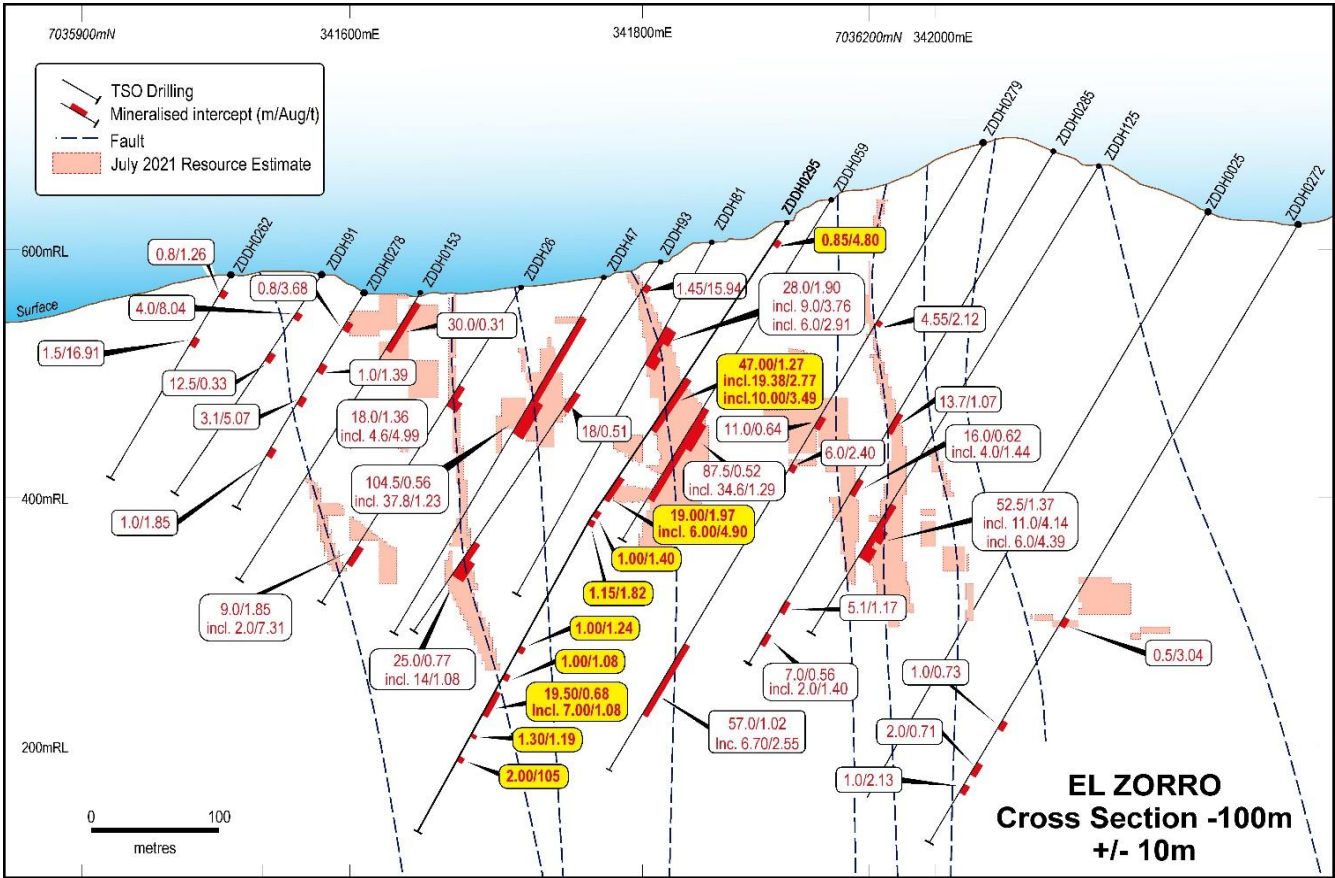 7035900mN
341600mE
341800mE
7036200mN
342000mE
TSO Drilling
Mineralised intercept (m/Aug/t)
Fault
July 2021 Resource Estimate
ZDDH0262
ZDDH91
ZDDH0278
ZDDH0153
ZDDH26
ZDDH47
ZDDH93
ZDDH81
ZDDH0295
ZDDH059
ZDDH0279
ZDDH0285
ZDDH125
ZDDH0025
ZDDH0272
600mRL
Surface
400mRL
200mRL
0.8/1.26
4.0/8.04
1.5/16.91
0.8/3.68
12.5/0.33
3.1/5.07
1.0/1.39
30.0/0.31
18.0/1.36
incl. 4.6/4.99
104.5/0.56
incl. 37.8/1.23
1.0/1.85
9.0/1.85
incl. 2.0/7.31
25.0/0.77
incl. 14/1.08
18/0.51
1.45/15.94
0.85/4.80
28.0/1.90
incl. 9.0/3.76
incl. 6.0/2.91
47.00/1.27
incl.19.38/2.77
incl.10.00/3.49
87.5/0.52
incl. 34.6/1.29
19.00/1.97
incl. 6.00/4.90
1.00/1.40
1.15/1.82
1.00/1.24
1.00/1.08
19.50/0.68
Incl. 7.00/1.08
1.30/1.19
2.00/105
4.55/2.12
11.0/0.64
6.0/2.40
13.7/1.07
16.0/0.62
incl. 4.0/1.44
52.5/1.37
incl. 11.0/4.14
incl. 6.0/4.39
5.1/1.17
7.0/0.56
incl. 2.0/1.40
57.0/1.02
Inc. 6.70/2.55
0.5/3.04
1.0/0.73
2.0/0.71
1.0/2.13
0
100
metres
EL ZORRO
Cross Section -100m
+/- 10m